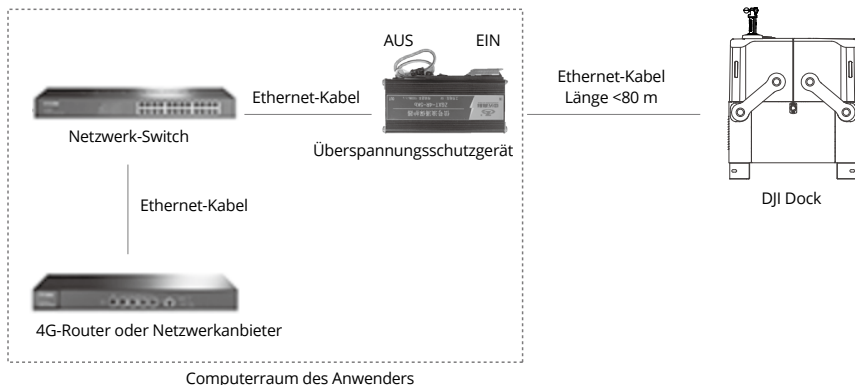 AUS
EIN
Ethernet-Kabel
Ethernet-Kabel
Länge <80 m
Netzwerk-Switch
Überspannungsschutzgerät
DJI Dock
Ethernet-Kabel
4G-Router oder Netzwerkanbieter
Computerraum des Anwenders